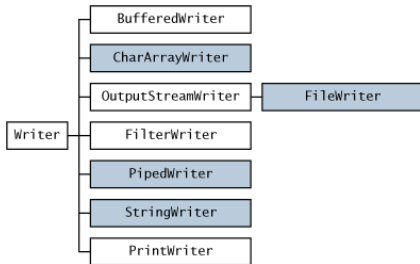 BufferedWriter
CharArrayWriter
OutputStreamWriter FileWriter
Writer FilterWriter
PipedWriter
StringWriter
PrintWriter